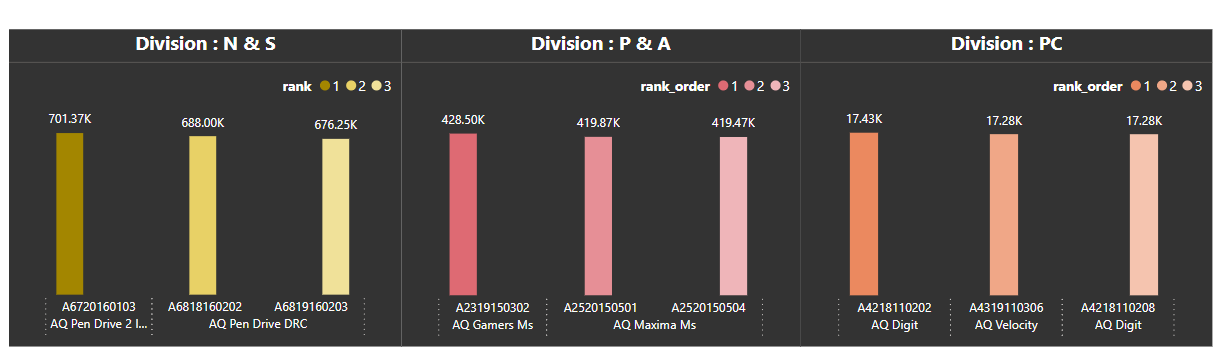 Division : N & S
rank 1 2 3
701.37K
688.00K
676.25K
A6720160103 A6818160202 A6819160203
AQ Pen Drive 2 I... AQ Pen Drive DRC
Division : P & A
rank_order 1 2 3
428.50K
419.87K
419.47K
A2319150302 A2520150501 A2520150504
AQ Gamers Ms AQ Maxima Ms
Division : PC
rank_order 1 2 3
17.43K
17.28K
17.28K
A4218110202 A4319110306 A4218110208
AQ Digit AQ Velocity AQ Digit